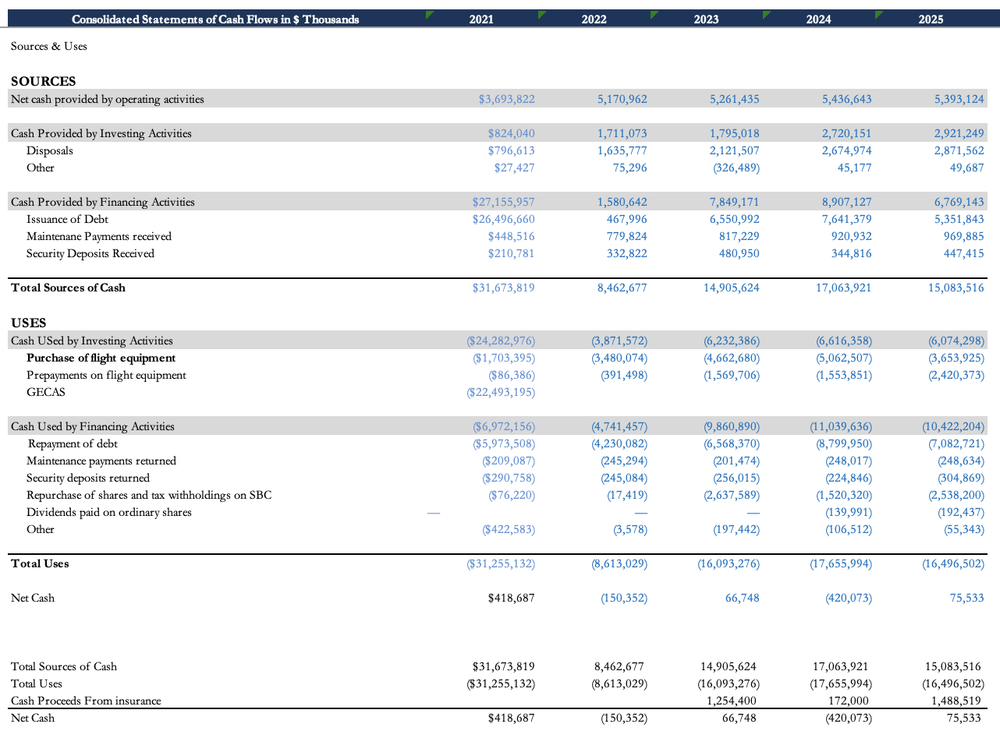 Consolidated Statements of Cash Flows in $ Thousands 2021 2022 2023 2024 2025
Sources & Uses
SOURCES
Net cash provided by operating activities $3,693,822 5,170,962 5,261,435 5,436,643 5,393,124
Cash Provided by Investing Activities $824,040 1,711,073 1,795,018 2,720,151 2,921,249
Disposals $796,613 1,635,777 2,121,507 2,674,974 2,871,562
Other $27,427 75,296 (326,489) 45,177 49,687
Cash Provided by Financing Activities $27,155,957 1,580,642 7,849,171 8,907,127 6,769,143
Issuance of Debt $26,496,660 467,996 6,550,992 7,641,379 5,351,843
Maintenane Payments received $448,516 779,824 817,229 920,932 969,885
Security Deposits Received $210,781 332,822 480,950 344,816 447,415
Total Sources of Cash $31,673,819 8,462,677 14,905,624 17,063,921 15,083,516
USES
Cash USed by Investing Activities ($24,282,976) (3,871,572) (6,232,386) (6,616,358) (6,074,298)
Purchase of flight equipment ($1,703,395) (3,480,074) (4,662,680) (5,062,507) (3,653,925)
Prepayments on flight equipment ($86,386) (391,498) (1,569,706) (1,553,851) (2,420,373)
GECAS ($22,493,195)
Cash Used by Financing Activities ($6,972,156) (4,741,457) (9,860,890) (11,039,636) (10,422,204)
Repayment of debt ($5,973,508) (4,230,082) (6,568,370) (8,799,950) (7,082,721)
Maintenance payments returned ($209,087) (245,294) (201,474) (248,017) (248,634)
Security deposits returned ($290,758) (245,084) (256,015) (224,846) (304,869)
Repurchase of shares and tax withholdings on SBC ($76,220) (17,419) (2,637,589) (1,520,320) (2,538,200)
Dividends paid on ordinary shares — — — (139,991) (192,437)
Other ($422,583) (3,578) (197,442) (106,512) (55,343)
Total Uses ($31,255,132) (8,613,029) (16,093,276) (17,655,994) (16,496,502)
Net Cash $418,687 (150,352) 66,748 (420,073) 75,533
Total Sources of Cash $31,673,819 8,462,677 14,905,624 17,063,921 15,083,516
Total Uses ($31,255,132) (8,613,029) (16,093,276) (17,655,994) (16,496,502)
Cash Proceeds From insurance 1,254,400 172,000 1,488,519
Net Cash $418,687 (150,352) 66,748 (420,073) 75,533